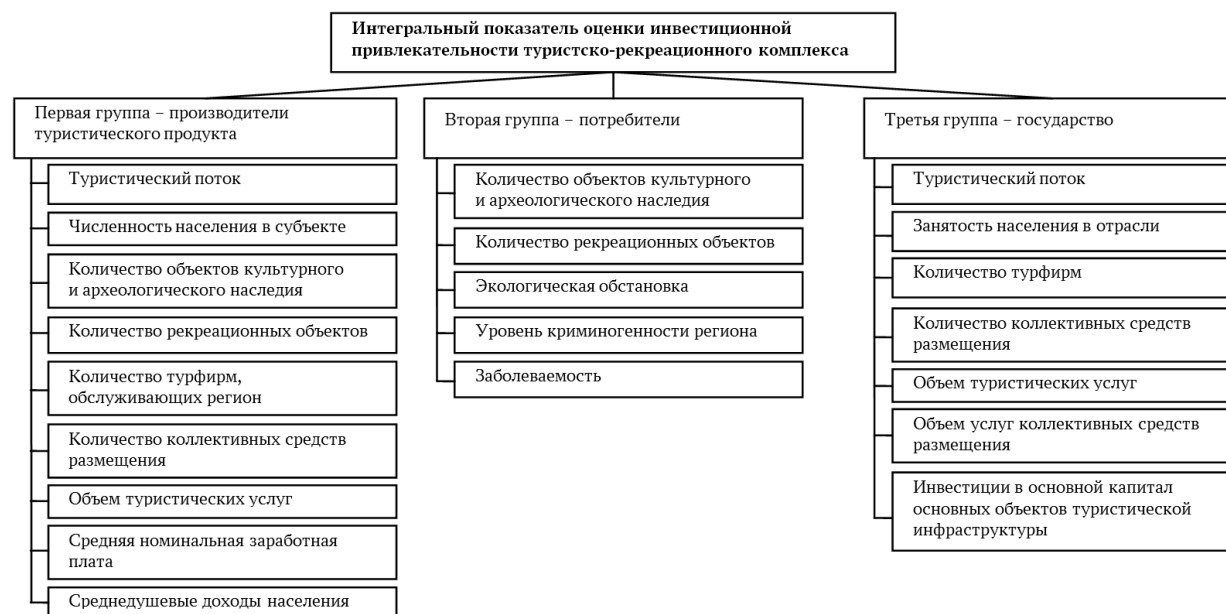 Интегральный показатель оценки инвестиционной
привлекательности туристско-рекреационного комплекса
Первая группа – производители
туристического продукта
Туристический поток
Численность населения в субъекте
Количество объектов культурного
и археологического наследия
Количество рекреационных объектов
Количество турфирм,
обслуживающих регион
Количество коллективных средств
размещения
Объем туристических услуг
Средняя номинальная заработная
плата
Среднедушевые доходы населения
Вторая группа – потребители
Количество объектов культурного
и археологического наследия
Количество рекреационных объектов
Экологическая обстановка
Уровень криминогенности региона
Заболеваемость
Третья группа – государство
Туристический поток
Занятость населения в отрасли
Количество турфирм
Количество коллективных средств
размещения
Объем туристических услуг
Объем услуг коллективных средств
размещения
Инвестиции в основной капитал
основных объектов туристической
инфраструктуры